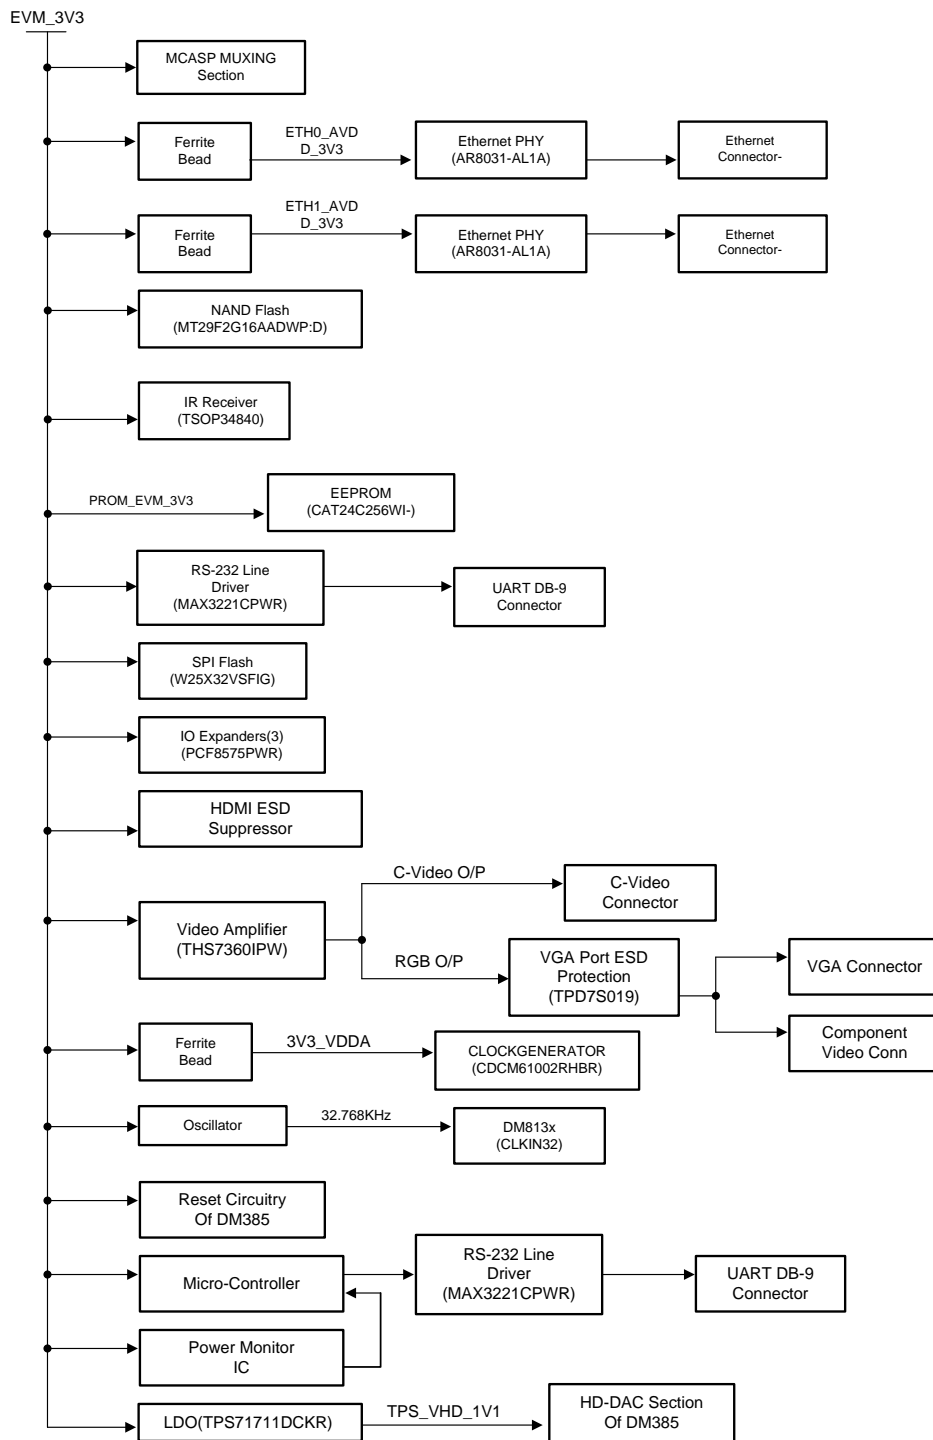 EVM_3V3
MCASP MUXING
Section
Ferrite
Bead
ETH0_AVD
D_3V3
Ethernet PHY
(AR8031-AL1A)
Ethernet
Connector-
Ferrite
Bead
ETH1_AVD
D_3V3
Ethernet PHY
(AR8031-AL1A)
Ethernet
Connector-
NAND Flash
(MT29F2G16AADWP:D)
IR Receiver
(TSOP34840)
PROM_EVM_3V3
EEPROM
(CAT24C256WI-)
RS-232 Line
Driver
(MAX3221CPWR)
UART DB-9
Connector
SPI Flash
(W25X32VSFIG)
IO Expanders(3)
(PCF8575PWR)
HDMI ESD
Suppressor
Video Amplifier
(THS7360IPW)
C-Video O/P
C-Video
Connector
RGB O/P
VGA Port ESD
Protection
(TPD7S019)
VGA Connector
Component
Video Conn
Ferrite
Bead
3V3_VDDA
CLOCKGENERATOR
(CDCM61002RHBR)
Oscillator
32.768KHz
DM813x
(CLKIN32)
Reset Circuitry
Of DM385
Micro-Controller
RS-232 Line
Driver
(MAX3221CPWR)
UART DB-9
Connector
Power Monitor
IC
LDO(TPS71711DCKR)
TPS_VHD_1V1
HD-DAC Section
Of DM385